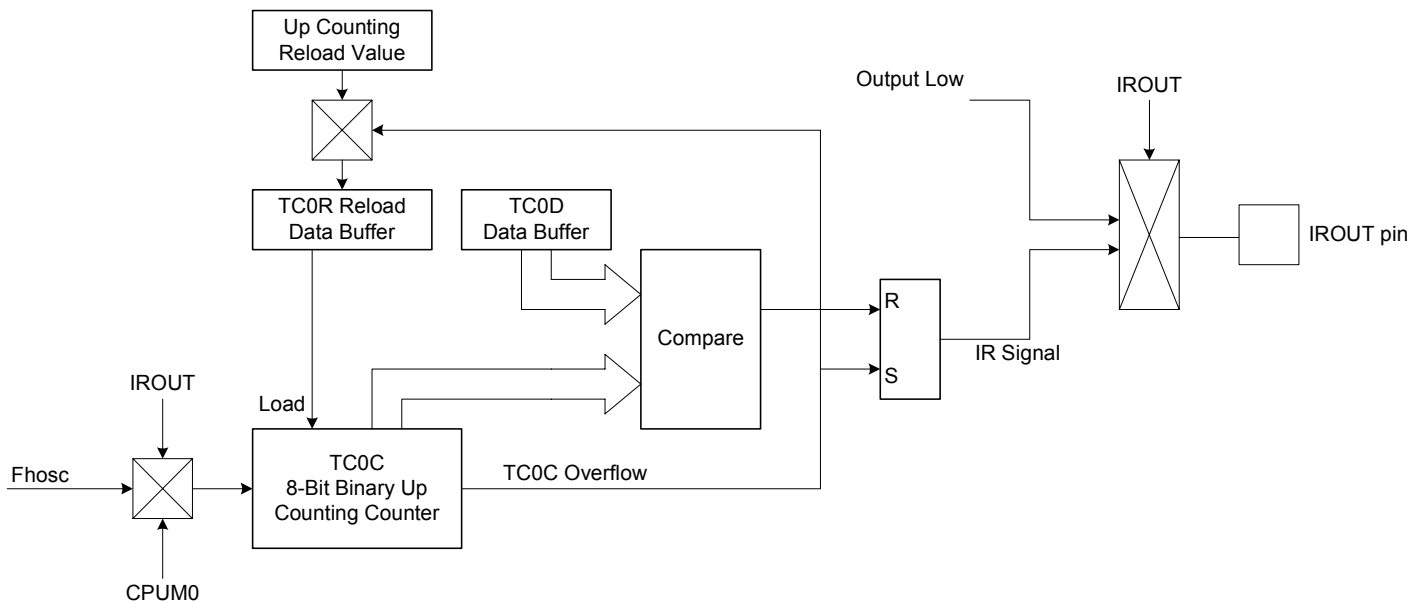 Up Counting
Reload Value
Output Low
IROUT
TC0R Reload
Data Buffer
TC0D
Data Buffer
IROUT pin
R
Compare
IR Signal
S
IROUT
Load
TC0C
8-Bit Binary Up
Counting Counter
Fhosc
TC0C Overflow
CPUM0